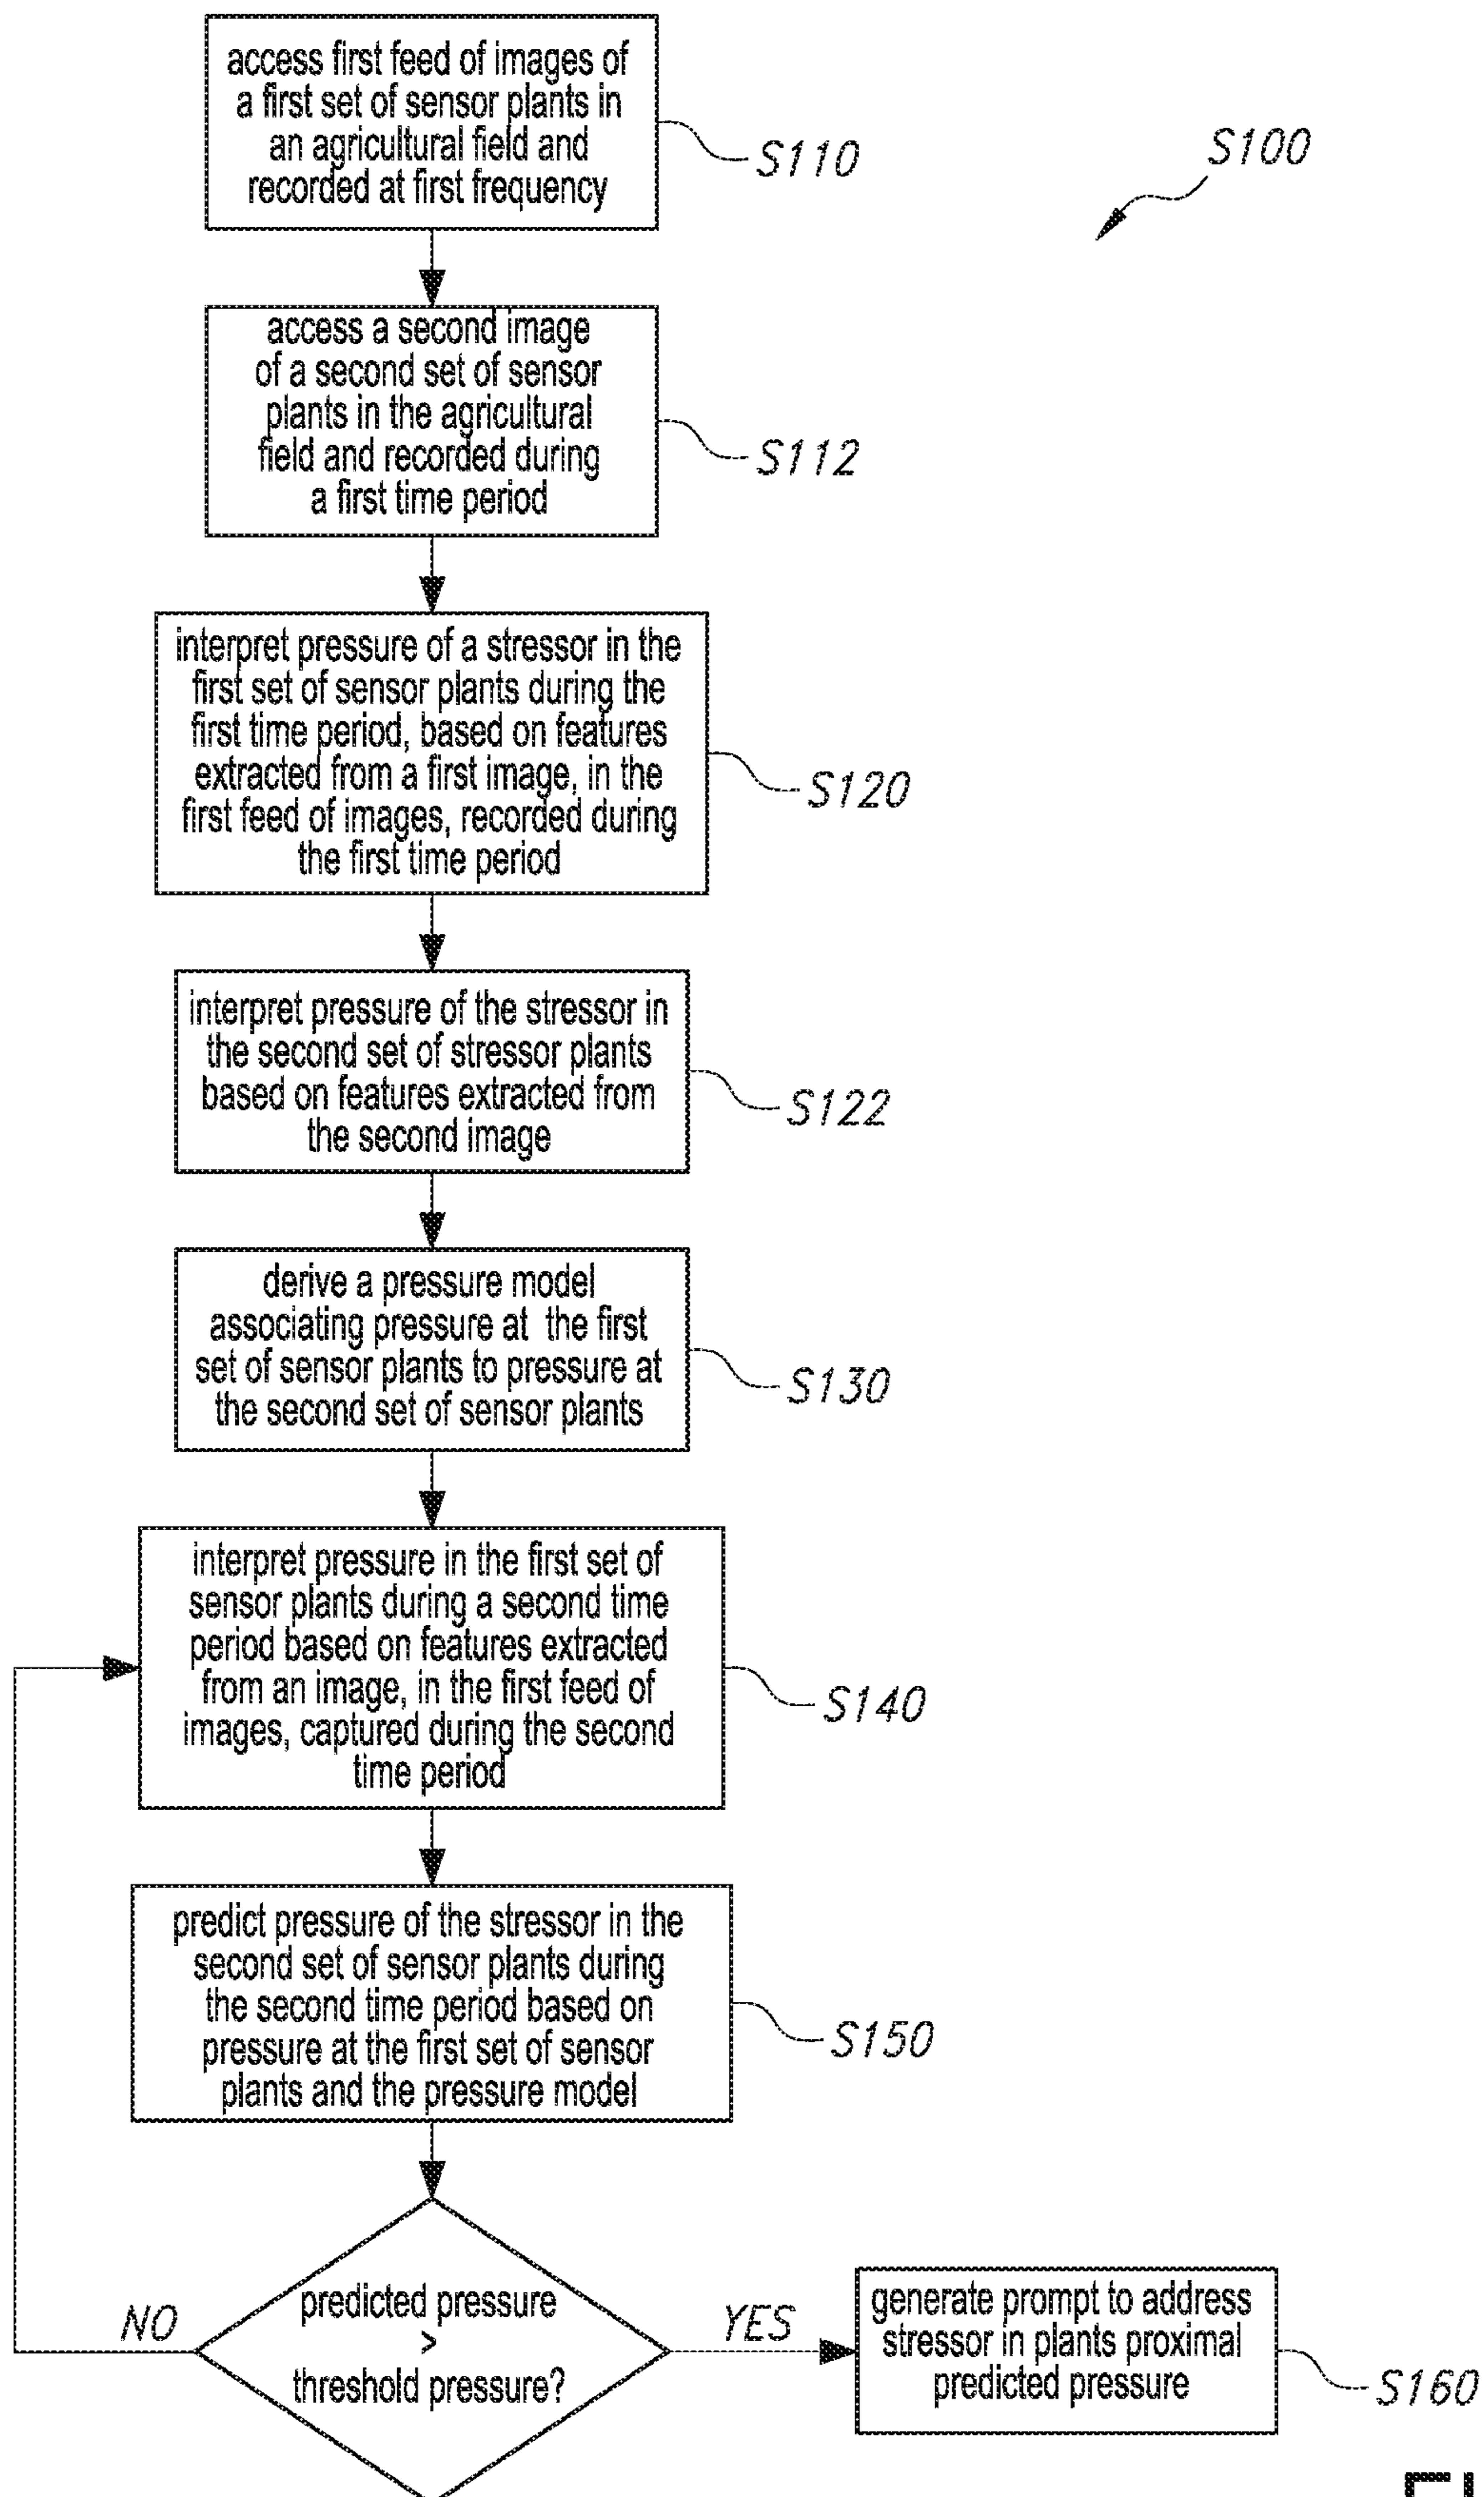 access first feed of images of
a first set of sensor plants in
an agricultural field and
recorded at first frequency
S110
S100
access a second image
of a second set of sensor
plants in the agricultural
field and recorded during
a first time period
S112
interpret pressure of a stressor in the
first set of sensor plants during the
first time period, based on features
extracted from a first image, in the
first feed of images, recorded during
the first time period
S120
interpret pressure of the stressor in
the second set of stressor plants
based on features extracted from
the second image
S122
derive a pressure model
associating pressure at the first
set of sensor plants to pressure at
the second set of sensor plants
S130
interpret pressure in the first set of
sensor plants during a second time
period based on features extracted
from an image, in the first feed of
images, captured during the second
time period
S140
predict pressure of the stressor in the
second set of sensor plants during
the second time period based on
pressure at the first set of sensor
plants and the pressure model
S150
predicted pressure
>
threshold pressure?
NO
YES
generate prompt to address
stressor in plants proximal
predicted pressure
S160